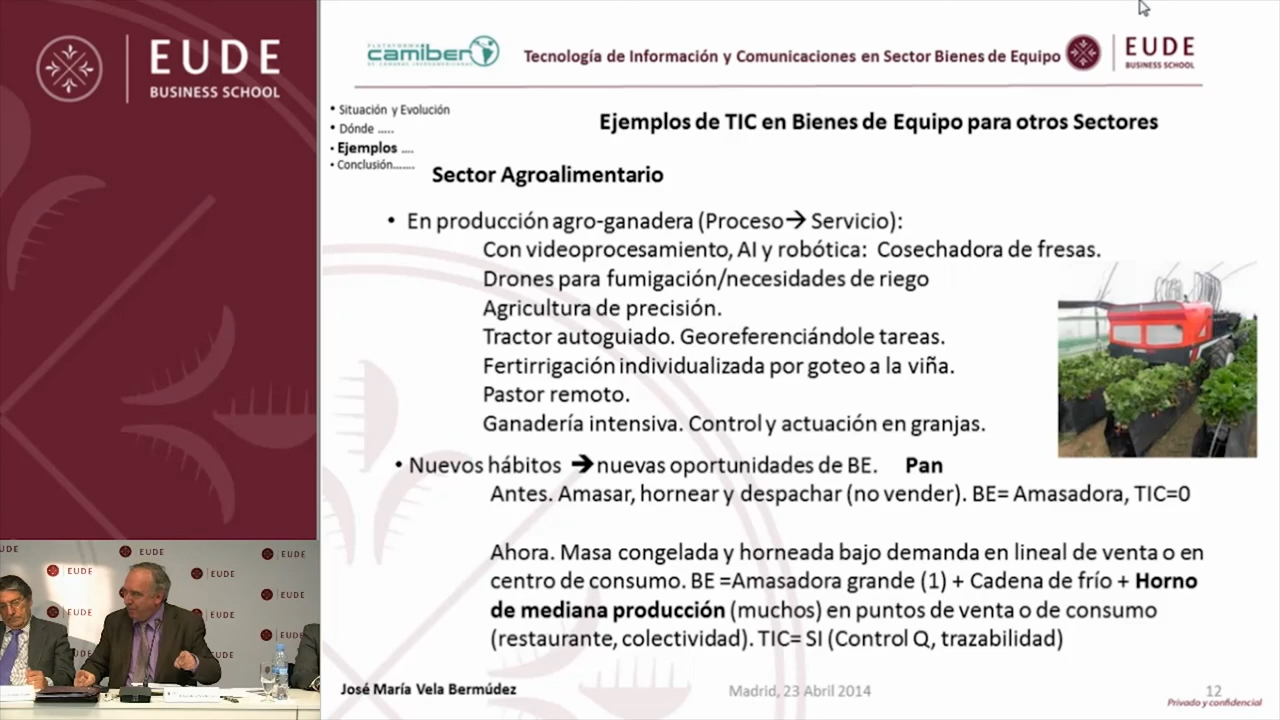 EUDE
BUSINESS SCHOOL
PLATAFORMA
camiber
DE CÁMARAS IBEROAMERICANAS
Tecnología de Información y Comunicaciones en Sector Bienes de Equipo
EUDE
BUSINESS SCHOOL
• Situación y Evolución
• Dónde .....
• Ejemplos ....
• Conclusión.......
Ejemplos de TIC en Bienes de Equipo para otros Sectores
Sector Agroalimentario
• En producción agro-ganadera (Proceso→ Servicio):
Con videoprocesamiento, AI y robótica: Cosechadora de fresas.
Drones para fumigación/necesidades de riego
Agricultura de precisión.
Tractor autoguiado. Georeferenciándole tareas.
Fertirrigación individualizada por goteo a la viña.
Pastor remoto.
Ganadería intensiva. Control y actuación en granjas.
• Nuevos hábitos →nuevas oportunidades de BE. Pan
Antes. Amasar, hornear y despachar (no vender). BE= Amasadora, TIC=0
Ahora. Masa congelada y horneada bajo demanda en lineal de venta o en
centro de consumo. BE =Amasadora grande (1) + Cadena de frío + Horno
de mediana producción (muchos) en puntos de venta o de consumo
(restaurante, colectividad). TIC= SI (Control Q, trazabilidad)
José María Vela Bermúdez
Madrid, 23 Abril 2014
12
Privado y confidencial
EUDE
EUDE
EUDE
EUDE
EUDE
EUDE
EUDE